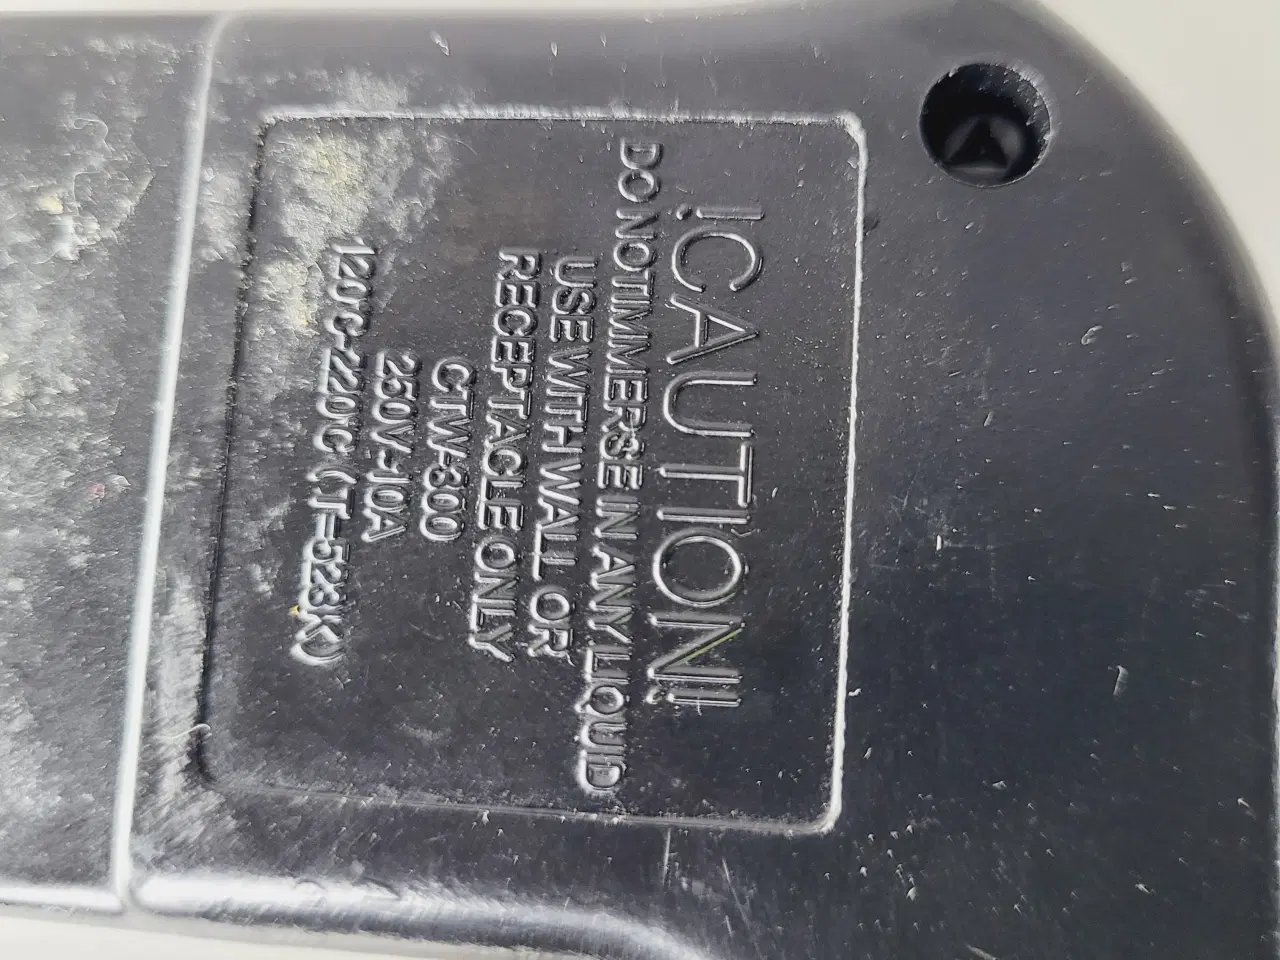 !CAUTION!
DO NOT IMMERSE IN ANY LIQUID
USE WITH WALL OR
RECEPTACLE ONLY
CTW-300
250V-10A
120°C-220°C (T-523K)